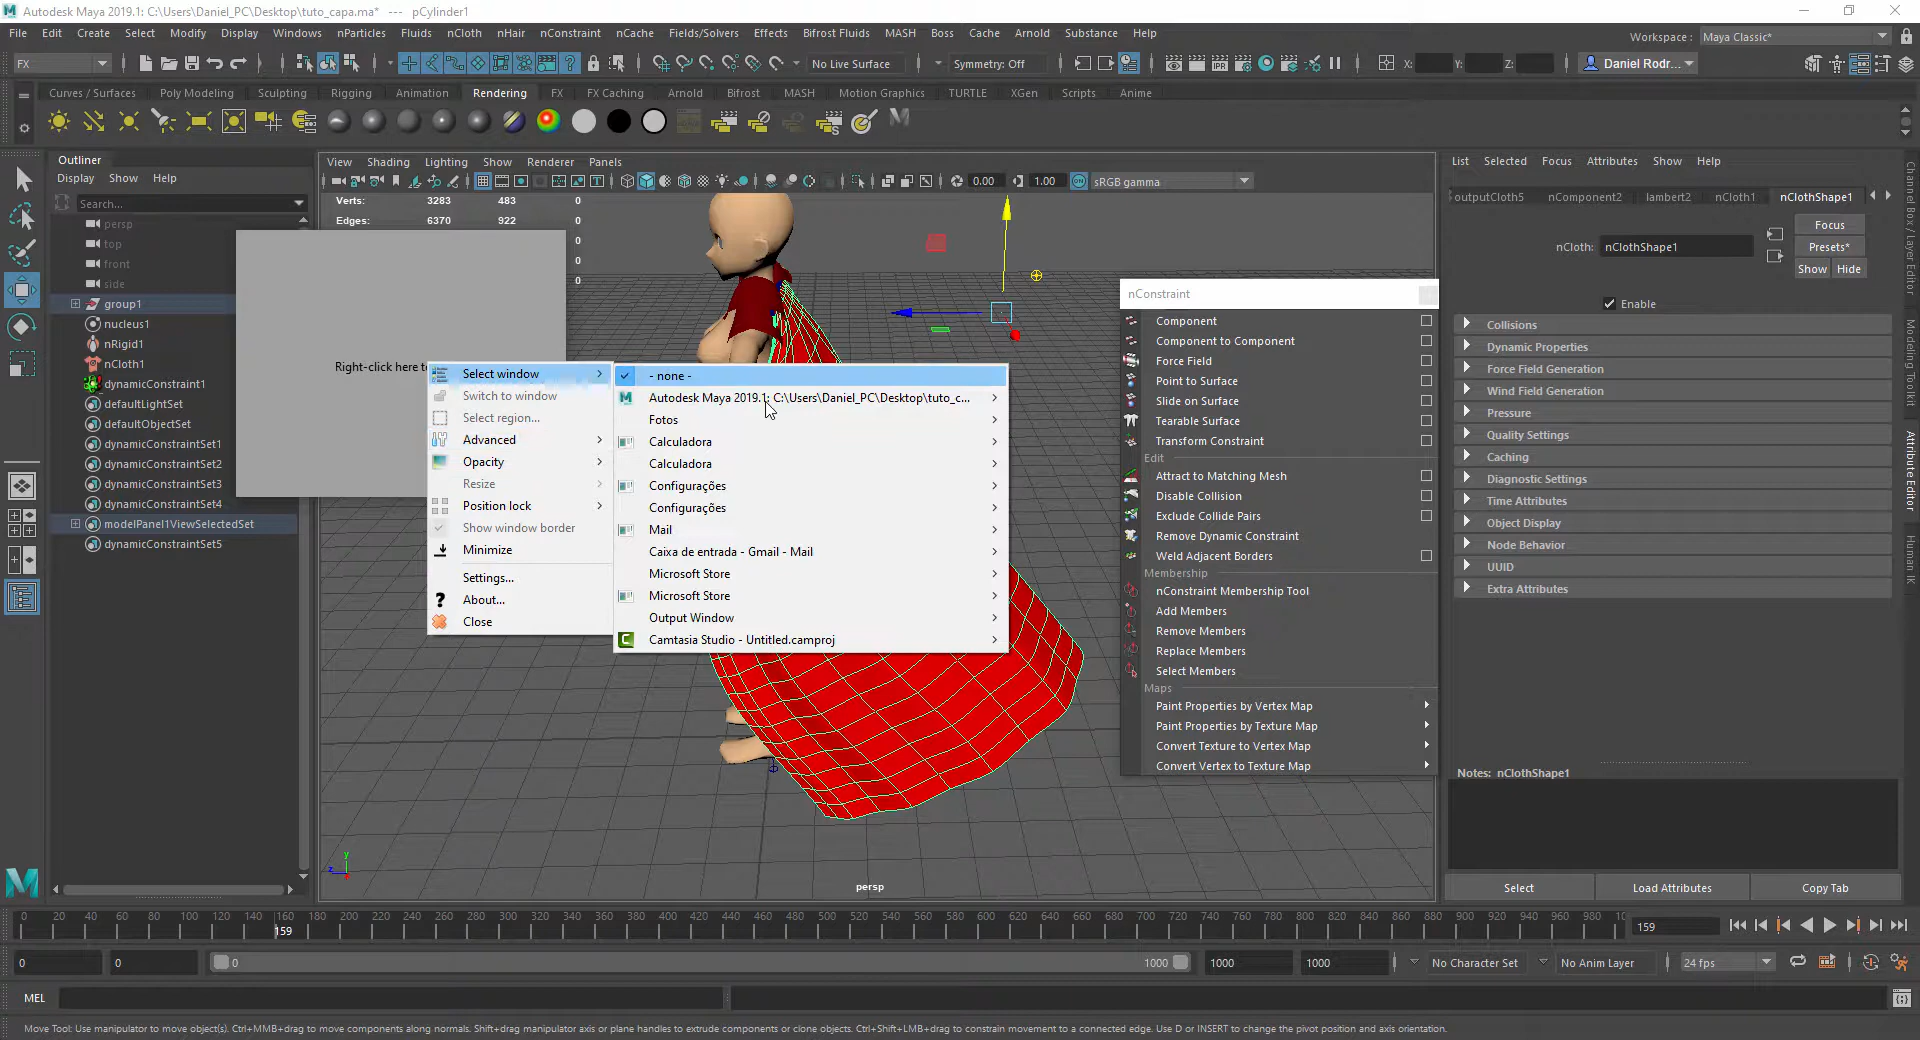 Autodesk Maya 2019.1: C:\Users\Daniel_PC\Desktop\tuto_capa.ma* --- pCylinder1
File Edit Create Select Modify Display Windows nParticles Fluids nCloth nHair nConstraint nCache Fields/Solvers Effects Bifrost Fluids MASH Boss Cache Arnold Substance Help
Workspace : Maya Classic*
FX No Live Surface Symmetry: Off X: Y: Z: Daniel Rodr...
Curves / Surfaces Poly Modeling Sculpting Rigging Animation Rendering FX FX Caching Arnold Bifrost MASH Motion Graphics TURTLE XGen Scripts Anime
IPR
Outliner
Display Show Help
Search...
persp
top
front
side
group1
nucleus1
nRigid1
nCloth1
dynamicConstraint1
defaultLightSet
defaultObjectSet
dynamicConstraintSet1
dynamicConstraintSet2
dynamicConstraintSet3
dynamicConstraintSet4
modelPanel1ViewSelectedSet
dynamicConstraintSet5
View Shading Lighting Show Renderer Panels
0.00 1.00 sRGB gamma
Verts: 3283 483 0
Edges: 6370 922 0
0
0
0
Right-click here to
Select window
Switch to window
Select region...
Advanced
Opacity
Resize
Position lock
Show window border
Minimize
Settings...
About...
Close
- none -
Autodesk Maya 2019.1: C:\Users\Daniel_PC\Desktop\tuto_c...
Fotos
Calculadora
Calculadora
Configurações
Configurações
Mail
Caixa de entrada - Gmail - Mail
Microsoft Store
Microsoft Store
Output Window
Camtasia Studio - Untitled.camproj
nConstraint
Component
Component to Component
Force Field
Point to Surface
Slide on Surface
Tearable Surface
Transform Constraint
Edit
Attract to Matching Mesh
Disable Collision
Exclude Collide Pairs
Remove Dynamic Constraint
Weld Adjacent Borders
Membership
nConstraint Membership Tool
Add Members
Remove Members
Replace Members
Select Members
Maps
Paint Properties by Vertex Map
Paint Properties by Texture Map
Convert Texture to Vertex Map
Convert Vertex to Texture Map
persp
y
z
List Selected Focus Attributes Show Help
outputCloth5 nComponent2 lambert2 nCloth1 nClothShape1
nCloth: nClothShape1
Focus
Presets*
Show Hide
Enable
Collisions
Dynamic Properties
Force Field Generation
Wind Field Generation
Pressure
Quality Settings
Caching
Diagnostic Settings
Time Attributes
Object Display
Node Behavior
UUID
Extra Attributes
Notes: nClothShape1
Select Load Attributes Copy Tab
Channel Box / Layer Editor
Modeling Toolkit
Attribute Editor
Human IK
0 20 40 60 80 100 120 140 160 180 200 220 240 260 280 300 320 340 360 380 400 420 440 460 480 500 520 540 560 580 600 620 640 660 680 700 720 740 760 780 800 820 840 860 880 900 920 940 960 980 10
159
159
0 0 0 1000 1000 1000 No Character Set No Anim Layer 24 fps
MEL
Move Tool: Use manipulator to move object(s). Ctrl+MMB+drag to move components along normals. Shift+drag manipulator axis or plane handles to extrude components or clone objects. Ctrl+Shift+LMB+drag to constrain movement to a connected edge. Use D or INSERT to change the pivot position and axis orientation.